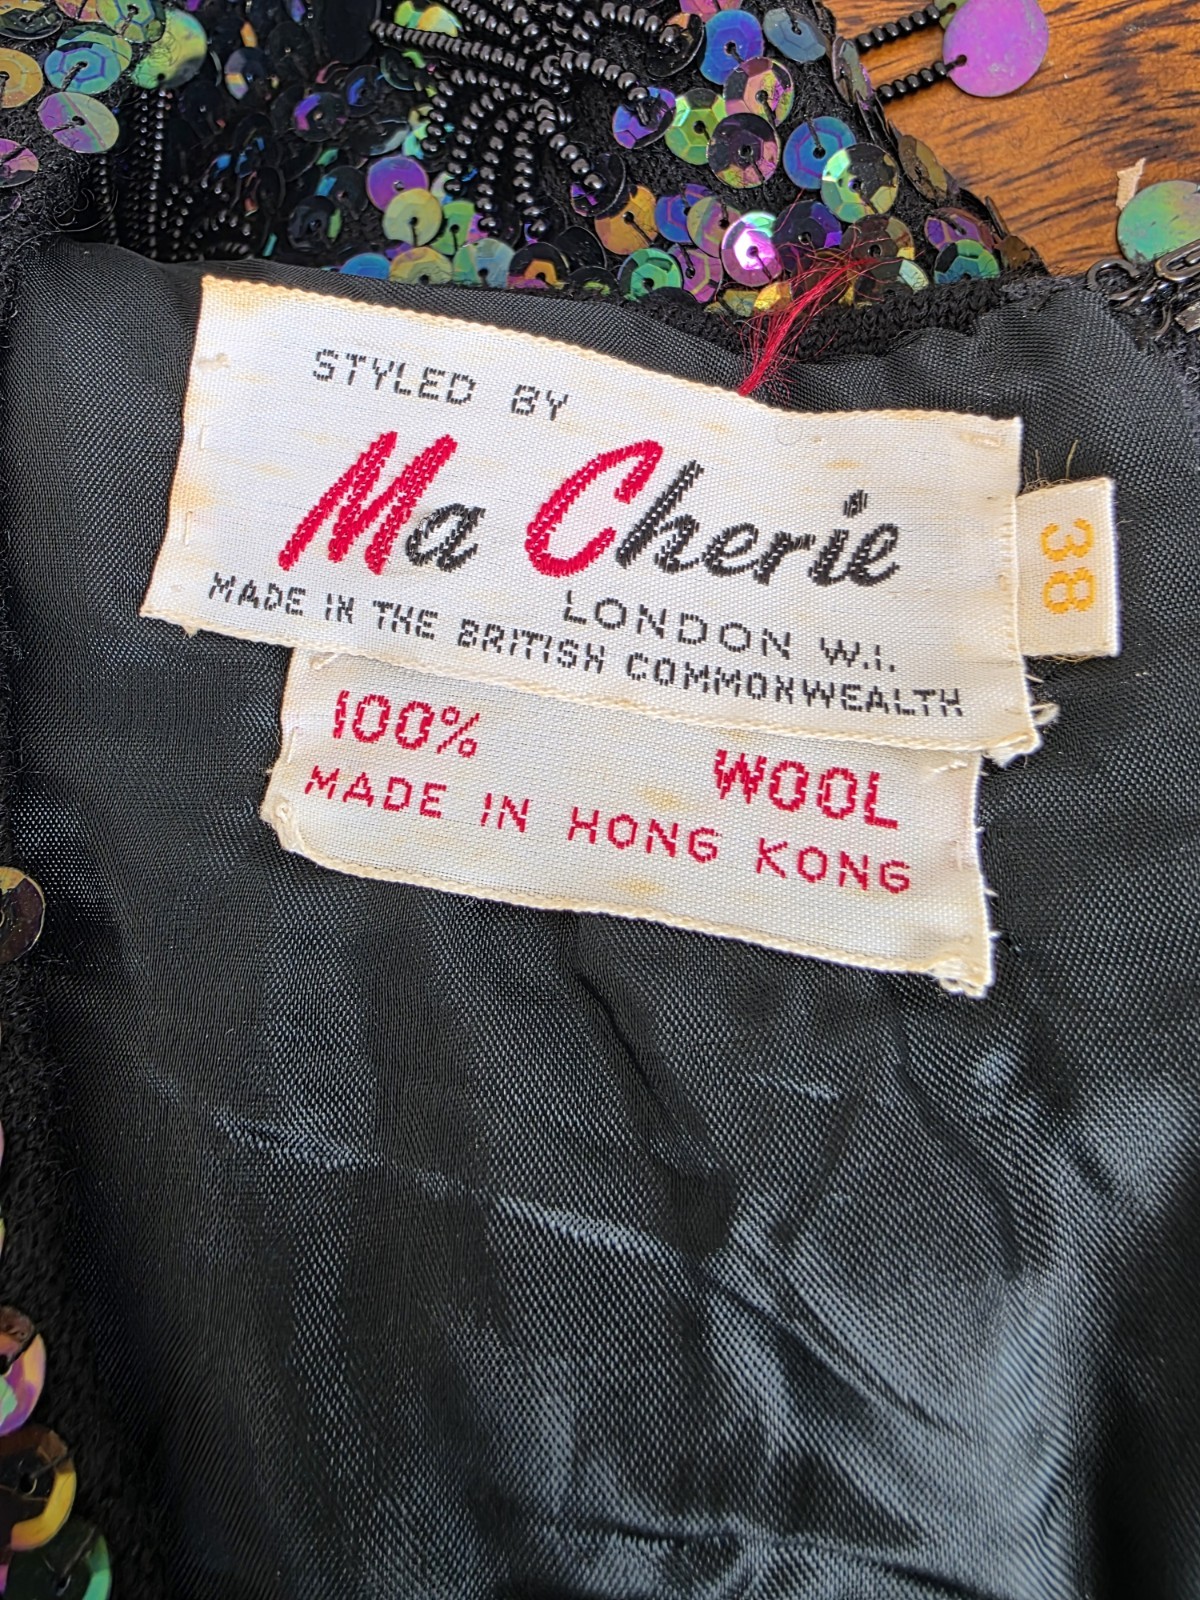 STYLED BY
Ma Cherie
LONDON W.1.
MADE IN THE BRITISH COMMONWEALTH
38
100% WOOL
MADE IN HONG KONG